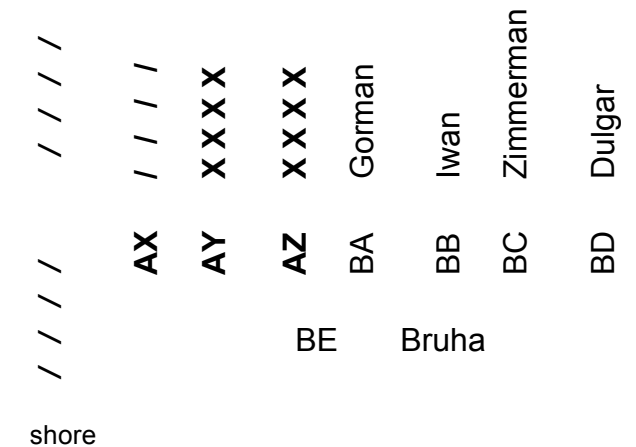 / / / / / / / /
AX / / / /
AY X X X X
AZ X X X X
BA Gorman
BB Iwan
BC Zimmerman
BD Dulgar
BE Bruha
shore